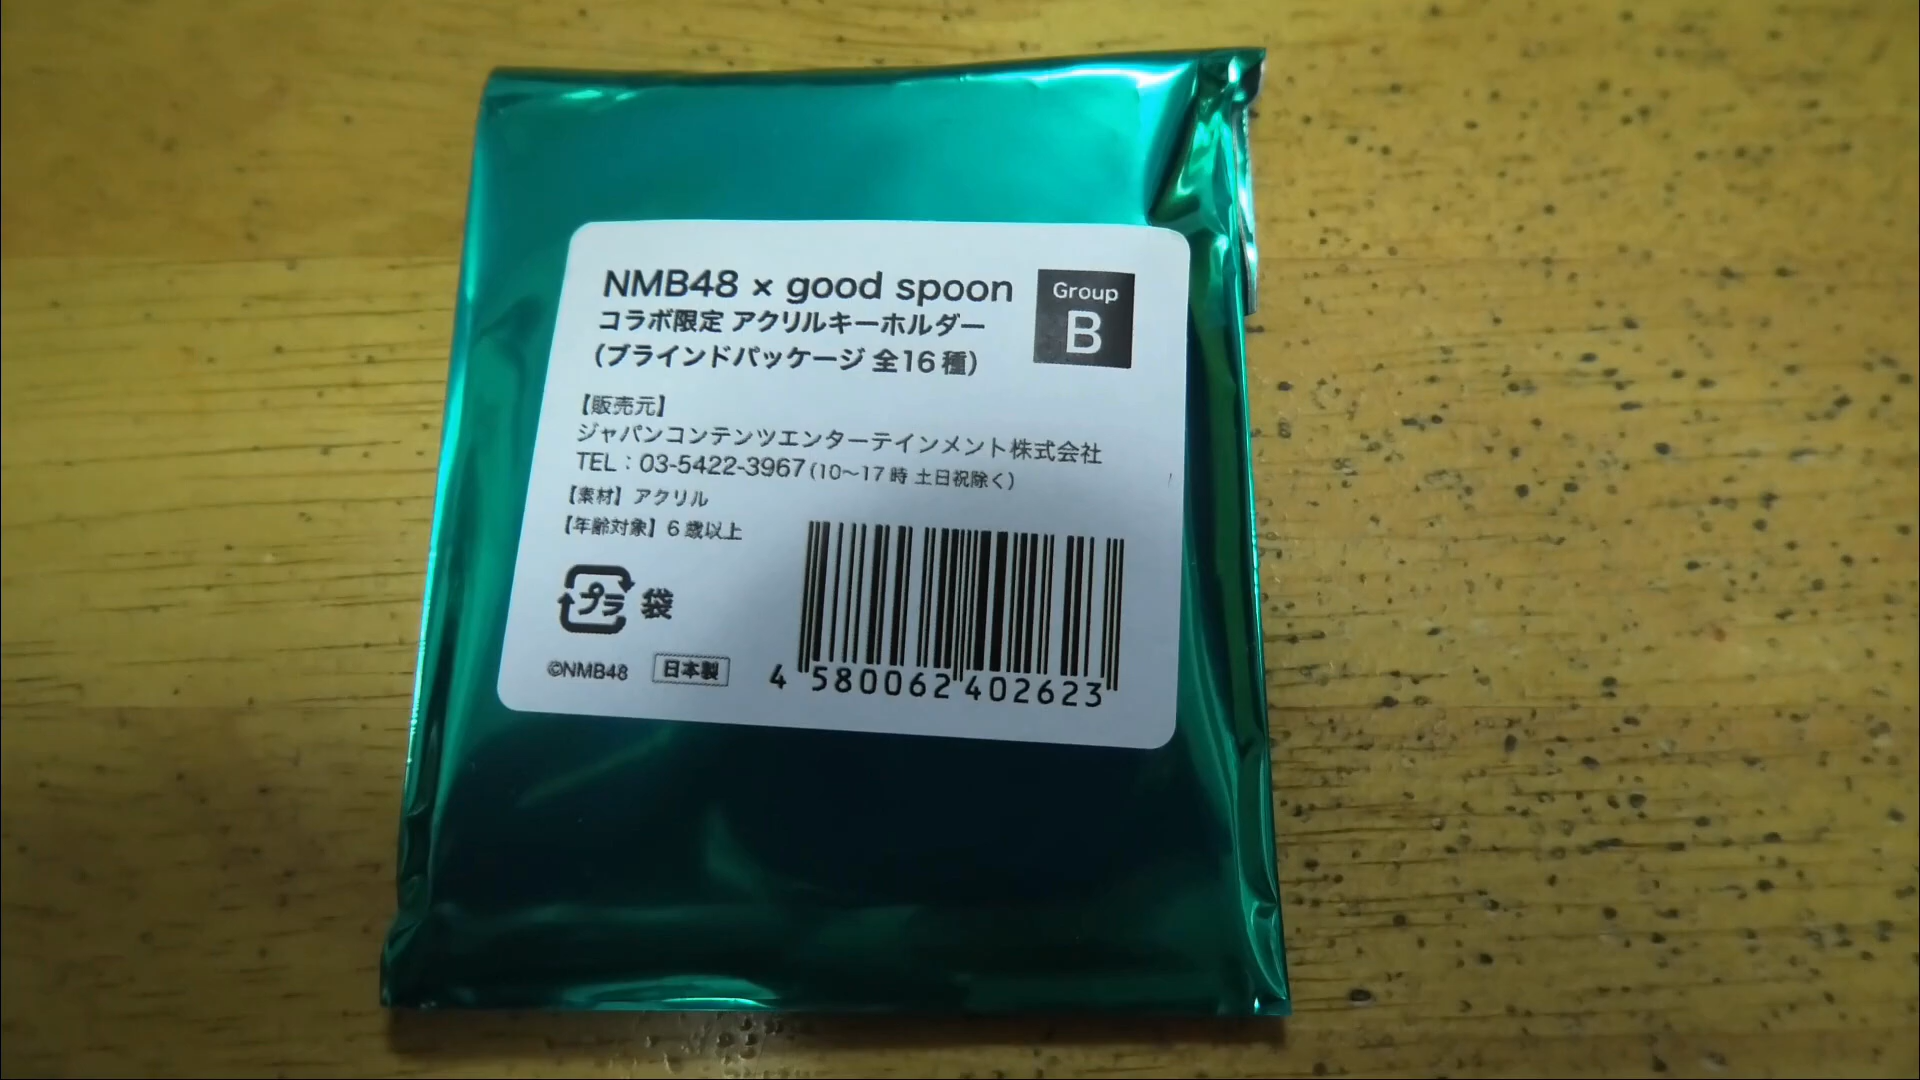 NMB48 × good spoon
コラボ限定 アクリルキーホルダー
(ブラインドパッケージ 全16種)
Group
B
【販売元】
ジャパンコンテンツエンターテインメント株式会社
TEL:03-5422-3967(10〜17時 土日祝除く)
【素材】アクリル
【年齢対象】6歳以上
プラ 袋
©NMB48 日本製
4 580062 402623